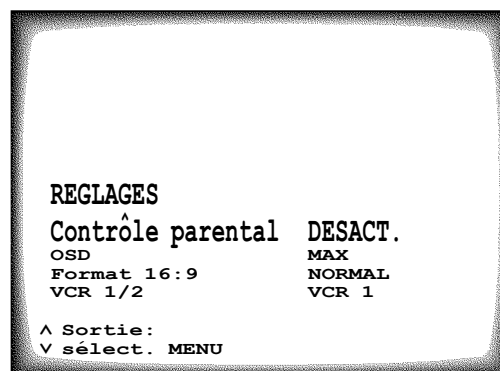 REGLAGES
Contrôle parental DESACT.
OSD MAX
Format 16:9 NORMAL
VCR 1/2 VCR 1
∧ Sortie:
∨ sélect. MENU